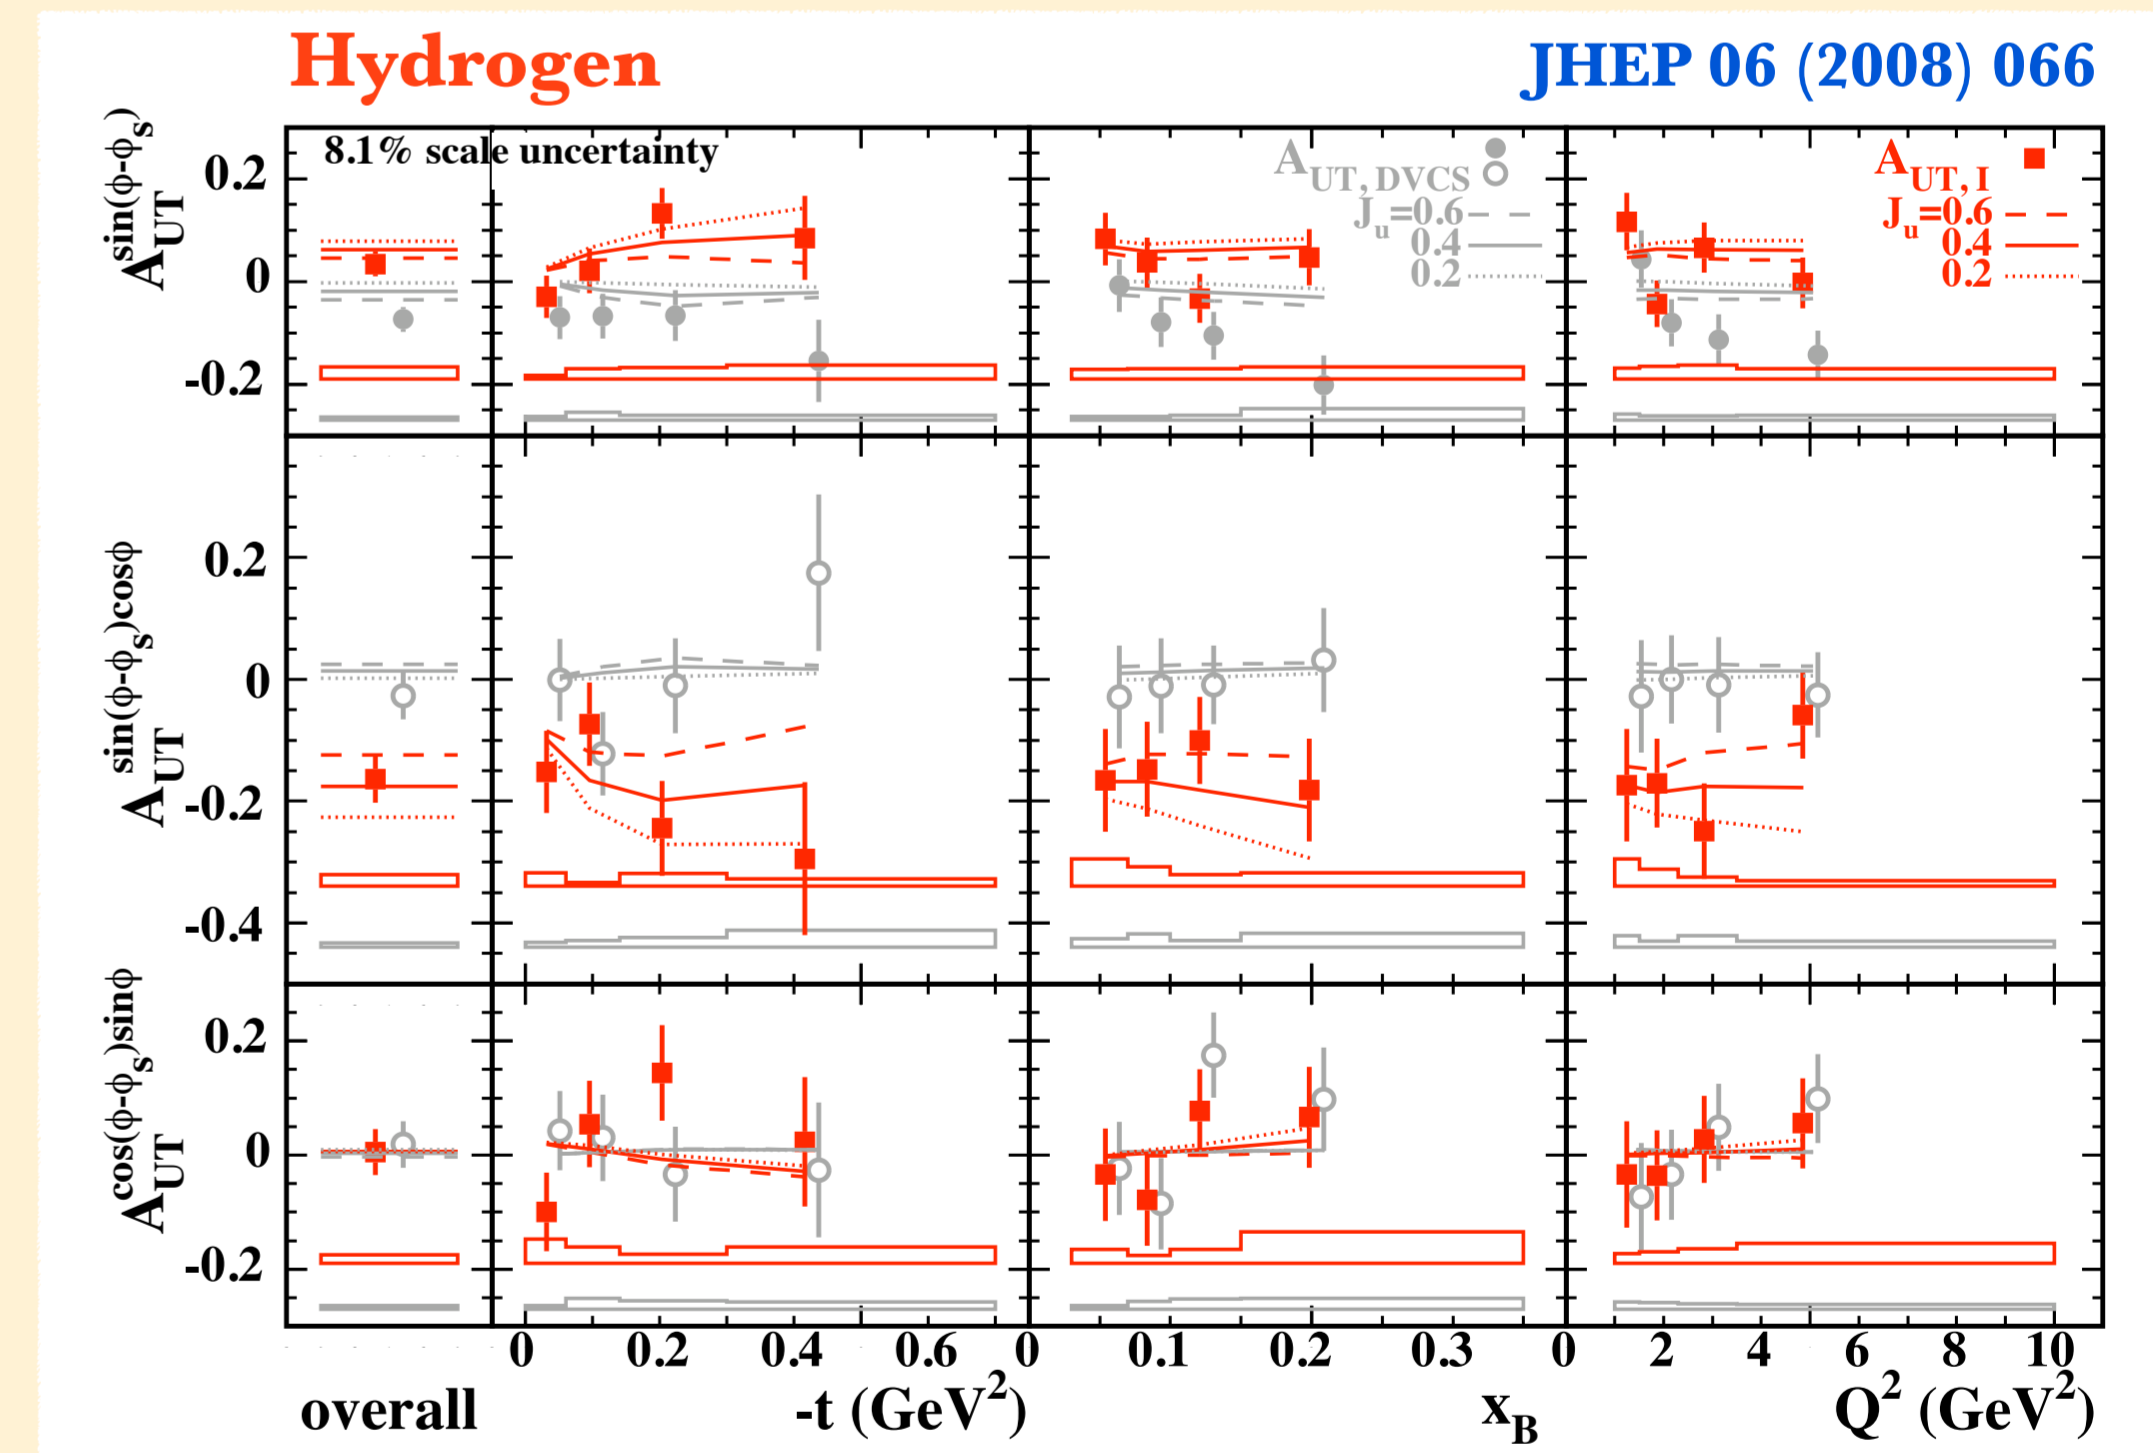 Hydrogen
JHEP 06 (2008) 066
8.1% scale uncertainty
A_UT^sin(ϕ-ϕ_s)
0.2
0
-0.2
A_UT, DVCS
J_u=0.6
0.4
0.2
A_UT, I
J_u=0.6
0.4
0.2
A_UT^sin(ϕ-ϕ_s)cosϕ
0.2
0
-0.2
-0.4
A_UT^cos(ϕ-ϕ_s)sinϕ
0.2
0
-0.2
0 0.2 0.4 0.6 0 0.1 0.2 0.3 0 2 4 6 8 10
overall -t (GeV²) x_B Q² (GeV²)